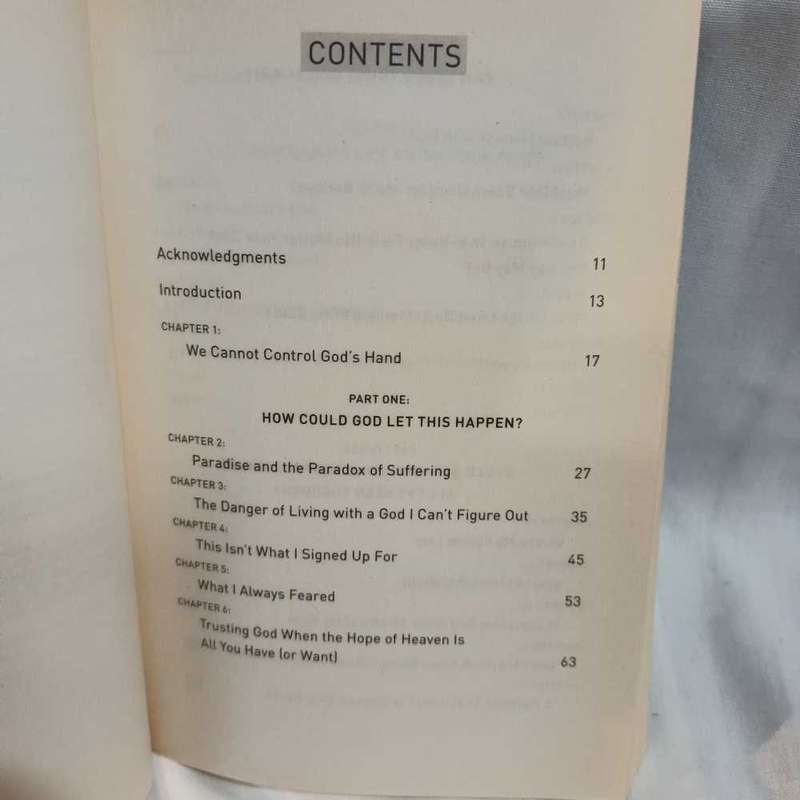 CONTENTS
Acknowledgments 11
Introduction 13
CHAPTER 1:
We Cannot Control God's Hand 17
PART ONE:
HOW COULD GOD LET THIS HAPPEN?
CHAPTER 2:
Paradise and the Paradox of Suffering 27
CHAPTER 3:
The Danger of Living with a God I Can't Figure Out 35
CHAPTER 4:
This Isn't What I Signed Up For 45
CHAPTER 5:
What I Always Feared 53
CHAPTER 6:
Trusting God When the Hope of Heaven Is
All You Have (or Want) 63